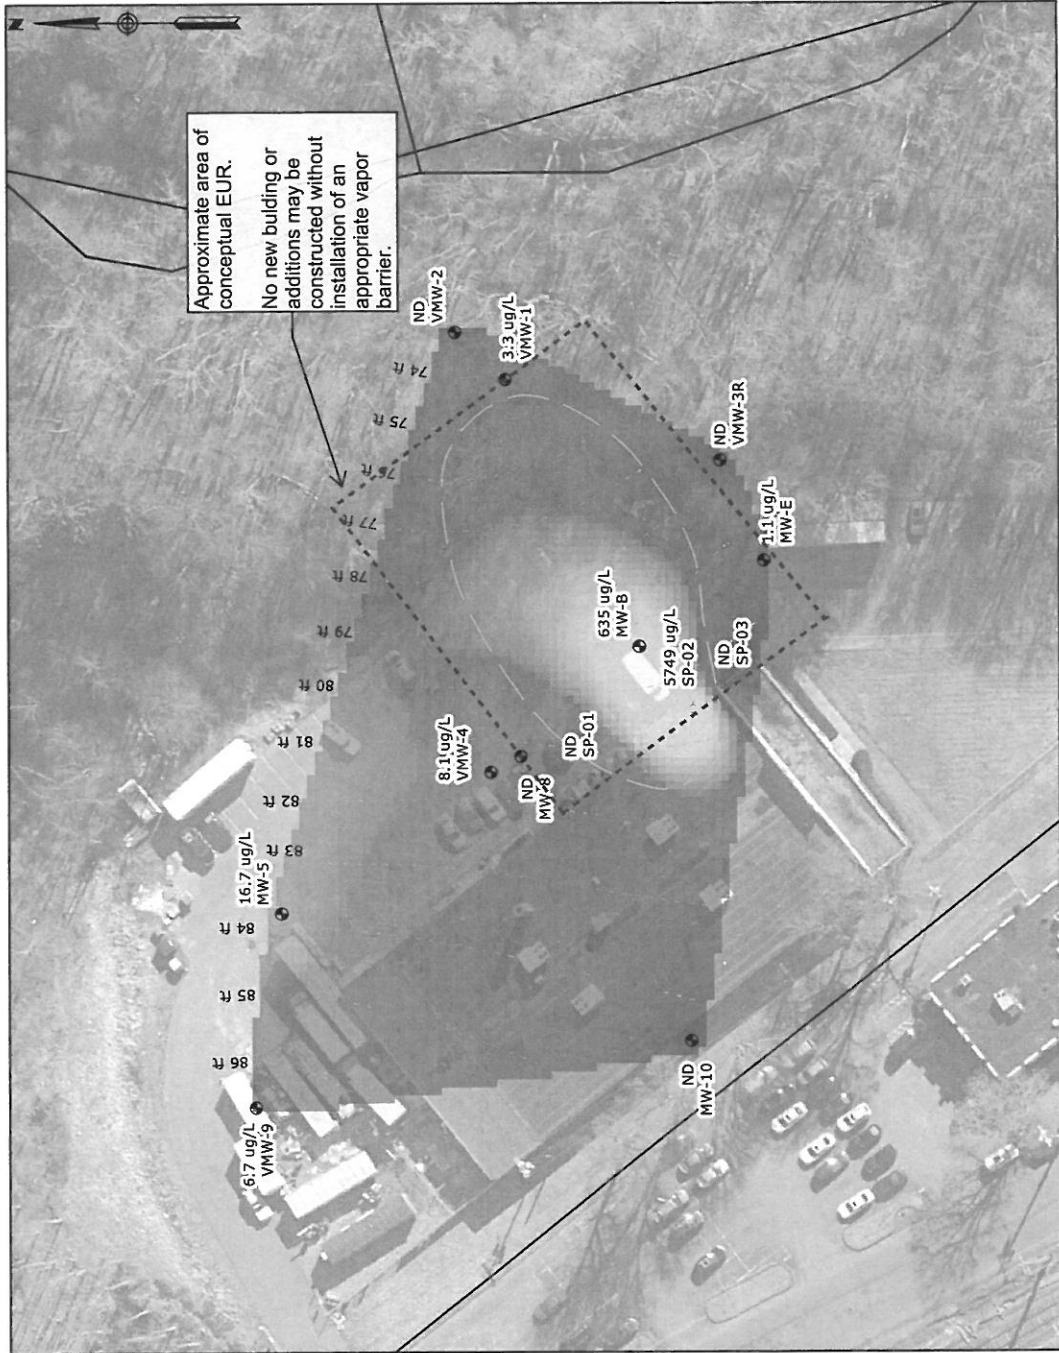 N
Approximate area of
conceptual EUR.
No new bulding or
additions may be
constructed without
installation of an
appropriate vapor
barrier.
ND
VMW-2
3.3 ug/L
VMW-1
ND
VMW-3R
1.1 ug/L
MW-E
635 ug/L
MW-B
5749 ug/L
SP-02
ND
SP-03
ND
SP-01
8.1 ug/L
VMW-4
ND
MW-8
16.7 ug/L
MW-5
6.7 ug/L
VMW-9
ND
MW-10
74 ft
75 ft
76 ft
77 ft
78 ft
79 ft
80 ft
81 ft
82 ft
83 ft
84 ft
85 ft
86 ft